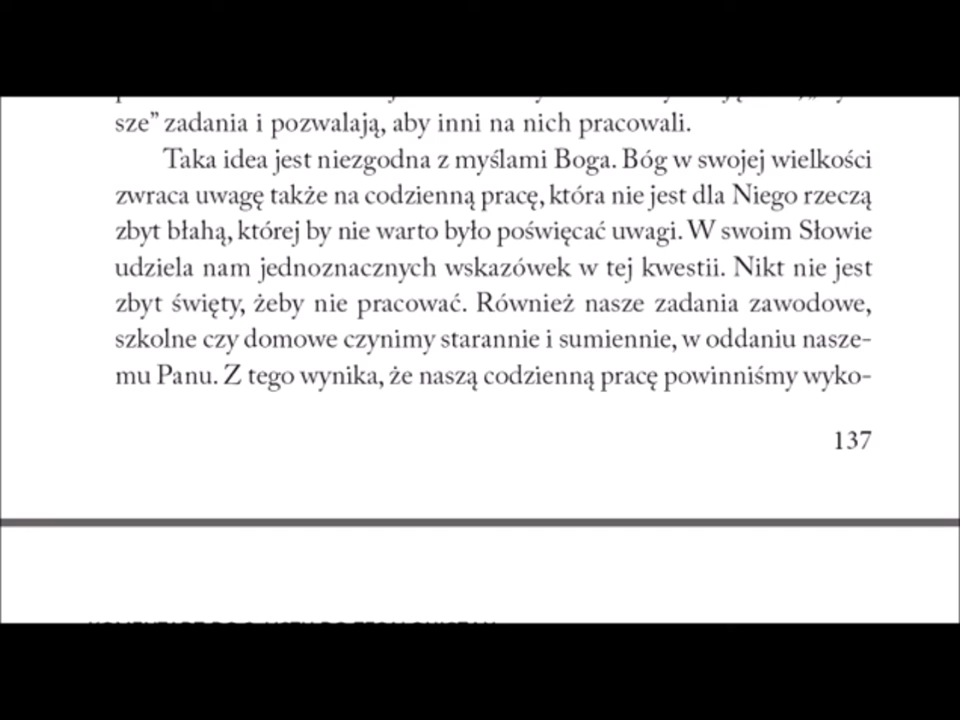 sze” zadania i pozwalają, aby inni na nich pracowali.
Taka idea jest niezgodna z myślami Boga. Bóg w swojej wielkości
zwraca uwagę także na codzienną pracę, która nie jest dla Niego rzeczą
zbyt błahą, której by nie warto było poświęcać uwagi. W swoim Słowie
udziela nam jednoznacznych wskazówek w tej kwestii. Nikt nie jest
zbyt święty, żeby nie pracować. Również nasze zadania zawodowe,
szkolne czy domowe czynimy starannie i sumiennie, w oddaniu nasze-
mu Panu. Z tego wynika, że naszą codzienną pracę powinniśmy wyko-
137